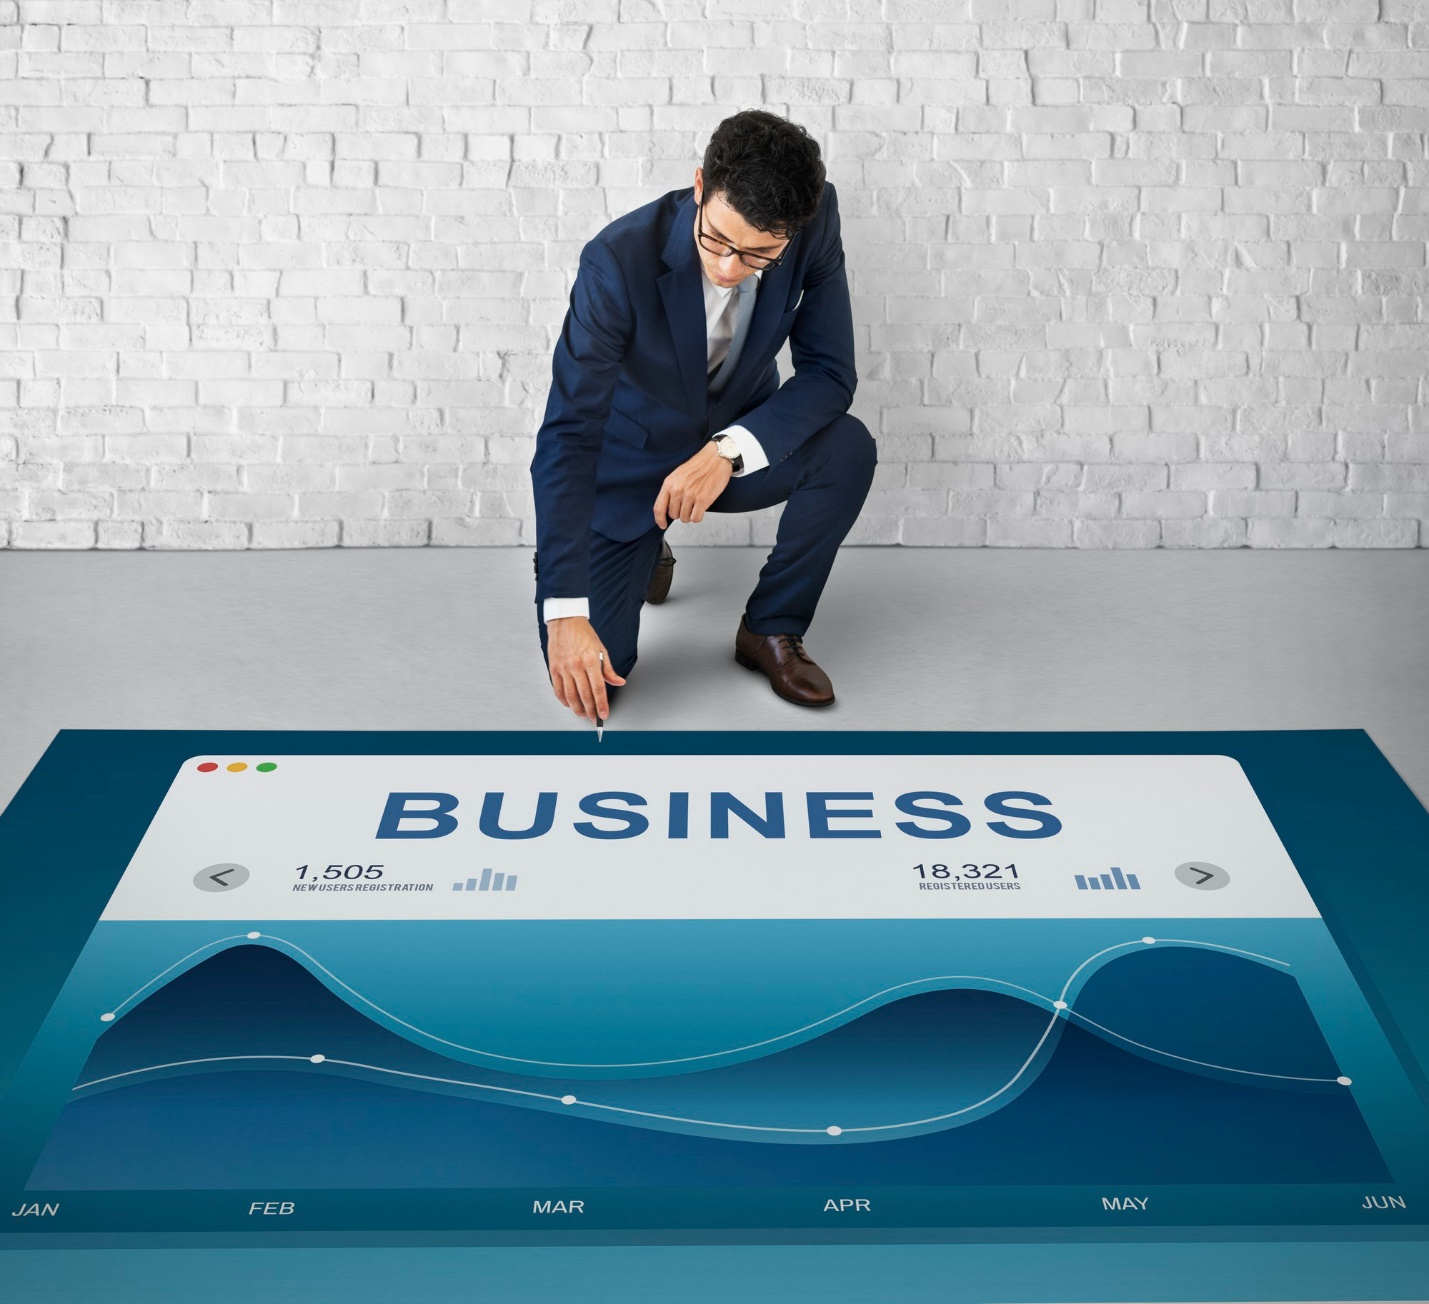 BUSINESS
1,505
NEW USERS REGISTRATION
18,321
REGISTERED USERS
JAN FEB MAR APR MAY JUN